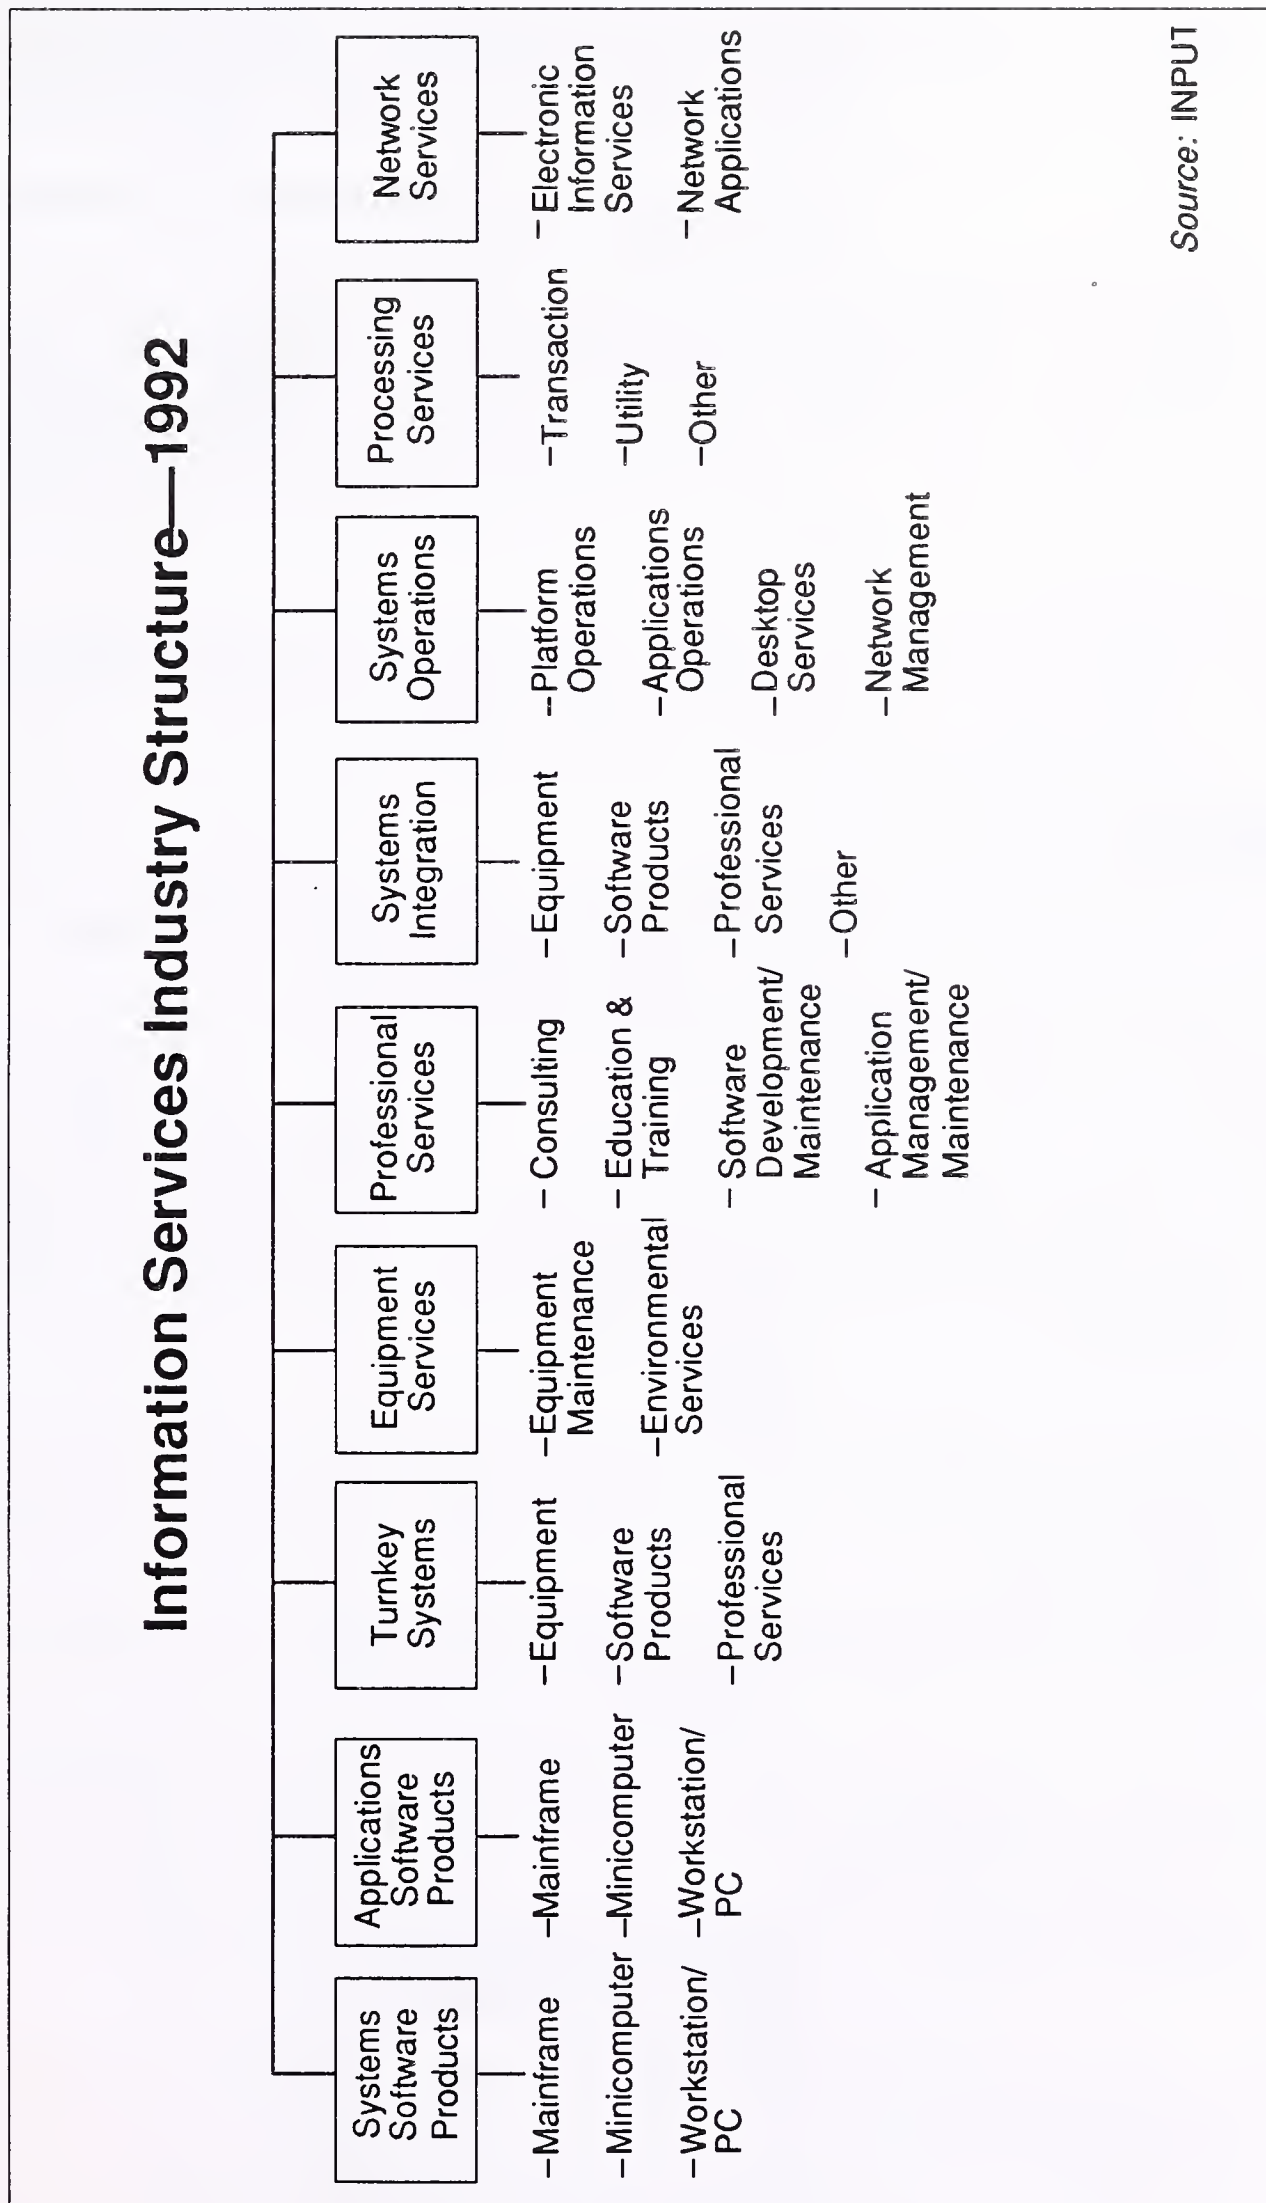 Information Services Industry Structure—1992
Systems
Software
Products
–Mainframe
–Minicomputer
–Workstation/
PC
Applications
Software
Products
–Mainframe
–Minicomputer
–Workstation/
PC
Turnkey
Systems
–Equipment
–Software
Products
–Professional
Services
Equipment
Services
–Equipment
Maintenance
–Environmental
Services
Professional
Services
– Consulting
– Education &
Training
– Software
Development/
Maintenance
– Application
Management/
Maintenance
Systems
Integration
–Equipment
–Software
Products
–Professional
Services
–Other
Systems
Operations
–Platform
Operations
–Applications
Operations
–Desktop
Services
–Network
Management
Processing
Services
–Transaction
–Utility
–Other
Network
Services
– Electronic
Information
Services
–Network
Applications
Source: INPUT